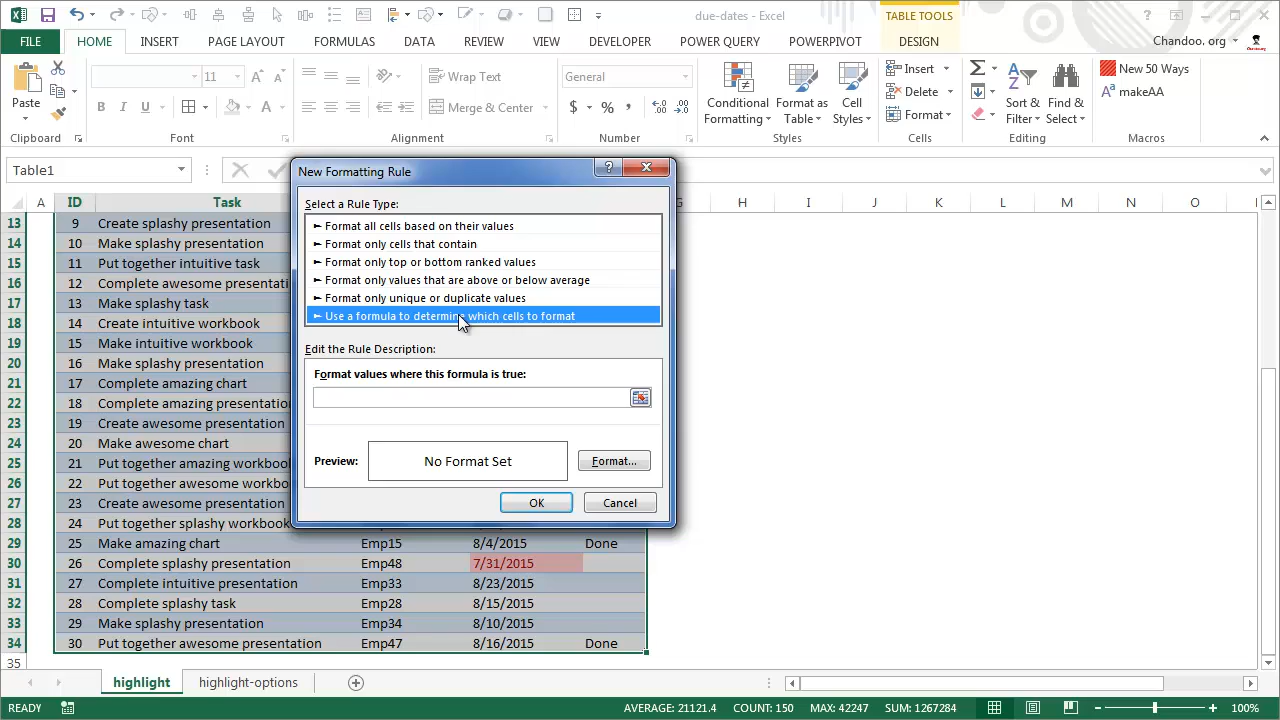 due-dates - Excel
TABLE TOOLS
FILE HOME INSERT PAGE LAYOUT FORMULAS DATA REVIEW VIEW DEVELOPER POWER QUERY POWERPIVOT DESIGN Chandoo, org
Paste
11
Wrap Text
Merge & Center
General
$ % ,
Conditional Formatting
Format as Table
Cell Styles
Insert
Delete
Format
Sort & Filter
Find & Select
New 50 Ways
makeAA
Clipboard Font Alignment Number Styles Cells Editing Macros
Table1
A ID Task G H I J K L M N O P
13 9 Create splashy presentation
14 10 Make splashy presentation
15 11 Put together intuitive task
16 12 Complete awesome presentati
17 13 Make splashy task
18 14 Create intuitive workbook
19 15 Make intuitive workbook
20 16 Make splashy presentation
21 17 Complete amazing chart
22 18 Complete amazing presentatio
23 19 Create awesome presentation
24 20 Make awesome chart
25 21 Put together amazing workboo
26 22 Put together awesome workbo
27 23 Create awesome presentation
28 24 Put together splashy workbook
29 25 Make amazing chart Emp15 8/4/2015 Done
30 26 Complete splashy presentation Emp48 7/31/2015
31 27 Complete intuitive presentation Emp33 8/23/2015
32 28 Complete splashy task Emp28 8/15/2015
33 29 Make splashy presentation Emp34 8/10/2015
34 30 Put together awesome presentation Emp47 8/16/2015 Done
35
New Formatting Rule
Select a Rule Type:
► Format all cells based on their values
► Format only cells that contain
► Format only top or bottom ranked values
► Format only values that are above or below average
► Format only unique or duplicate values
► Use a formula to determine which cells to format
Edit the Rule Description:
Format values where this formula is true:
Preview:
No Format Set
Format...
OK
Cancel
highlight highlight-options
READY AVERAGE: 21121.4 COUNT: 150 MAX: 42247 SUM: 1267284 100%